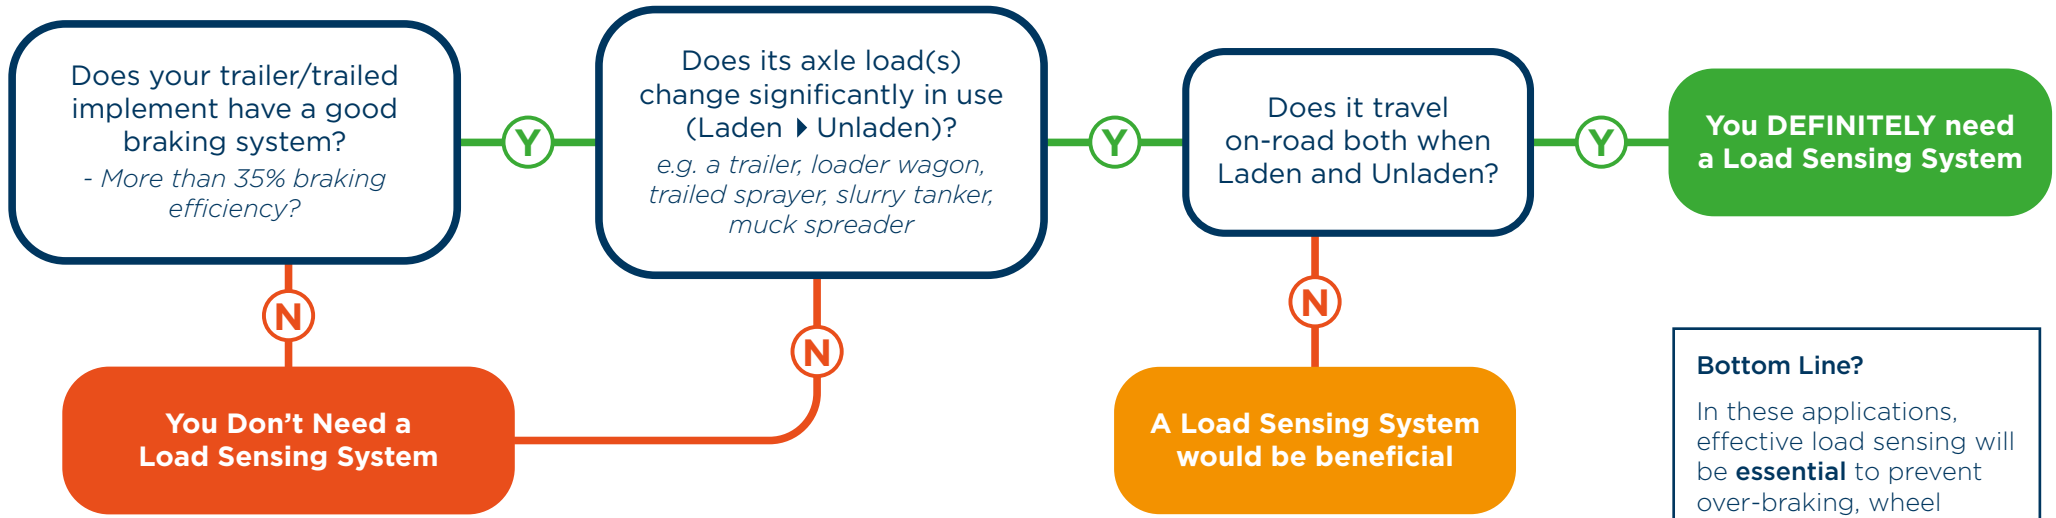 Does your trailer/trailed
implement have a good
braking system?
- More than 35% braking
efficiency?
Y
N
Does its axle load(s)
change significantly in use
(Laden ▶ Unladen)?
e.g. a trailer, loader wagon,
trailed sprayer, slurry tanker,
muck spreader
Y
N
Does it travel
on-road both when
Laden and Unladen?
Y
N
You DEFINITELY need
a Load Sensing System
You Don’t Need a
Load Sensing System
A Load Sensing System
would be beneficial
Bottom Line?
In these applications,
effective load sensing will
be essential to prevent
over-braking, wheel